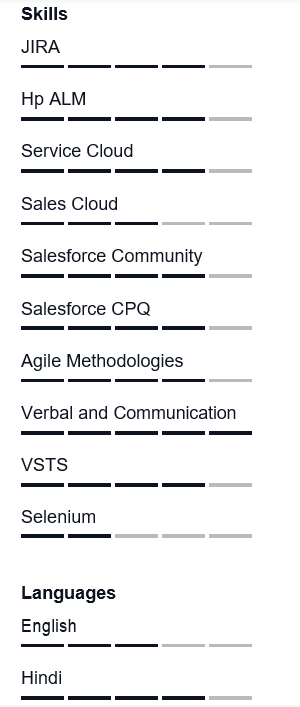 Skills
JIRA
Hp ALM
Service Cloud
Sales Cloud
Salesforce Community
Salesforce CPQ
Agile Methodologies
Verbal and Communication
VSTS
Selenium
Languages
English
Hindi